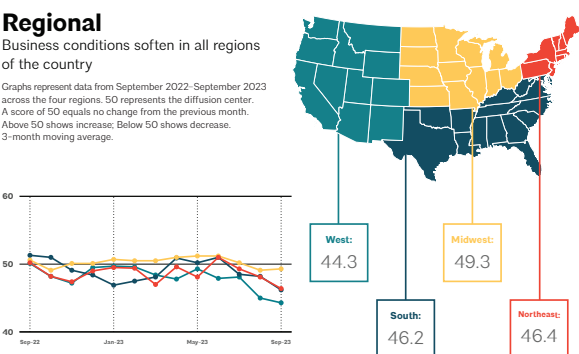 Regional
Business conditions soften in all regions
of the country
Graphs represent data from September 2022–September 2023
across the four regions. 50 represents the diffusion center.
A score of 50 equals no change from the previous month.
Above 50 shows increase; Below 50 shows decrease.
3-month moving average.
60
50
40
Sep-22
Jan-23
May-23
Sep-23
West:
44.3
Midwest:
49.3
South:
46.2
Northeast:
46.4